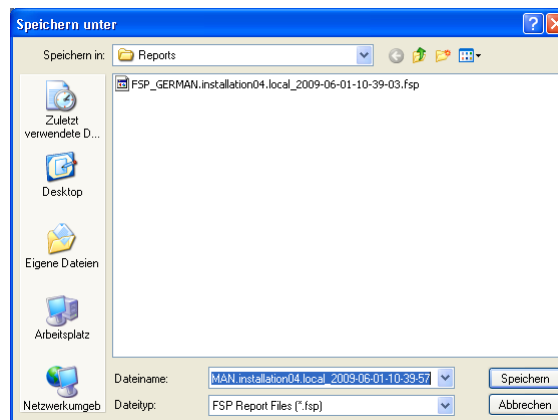 Speichern unter
Speichern in: Reports
FSP_GERMAN.installation04.local_2009-06-01-10-39-03.fsp
Zuletzt
verwendete D...
Desktop
Eigene Dateien
Arbeitsplatz
Netzwerkumgeb
Dateiname: MAN.installation04.local_2009-06-01-10-39-57 Speichern
Dateityp: FSP Report Files (*.fsp) Abbrechen